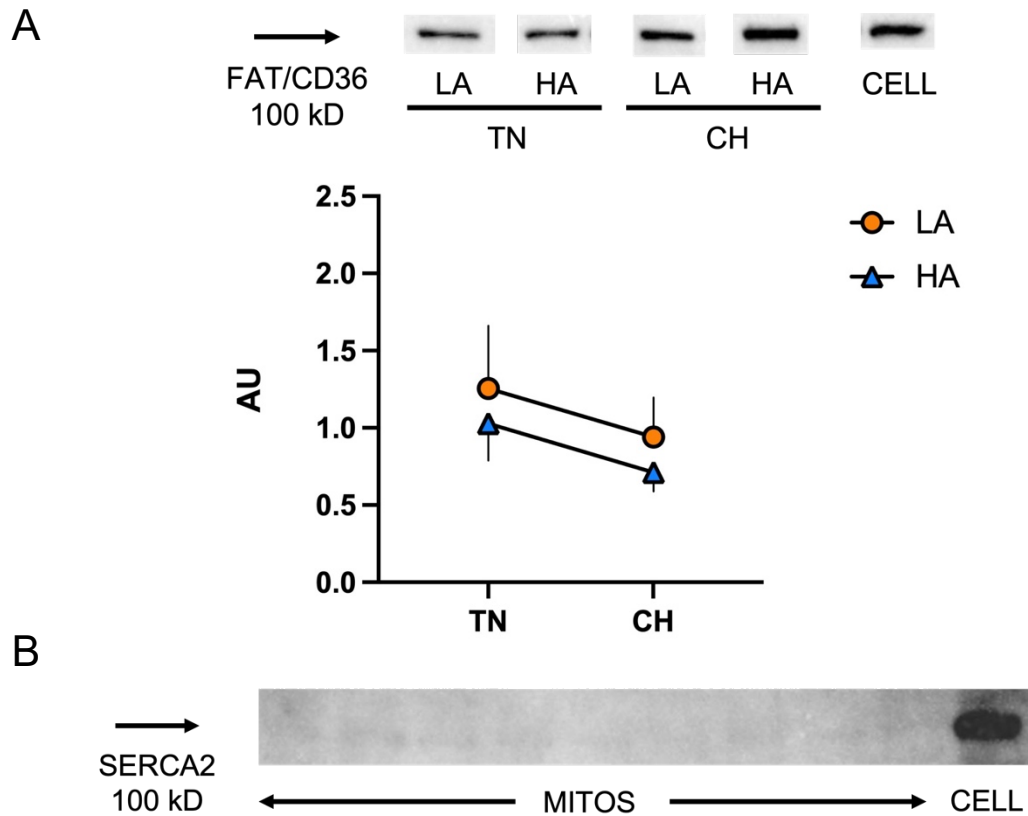 A
FAT/CD36
100 kD
LA HA LA HA CELL
TN CH
2.5
2.0
1.5
1.0
0.5
0.0
AU
TN CH
LA
HA
B
SERCA2
100 kD
MITOS CELL